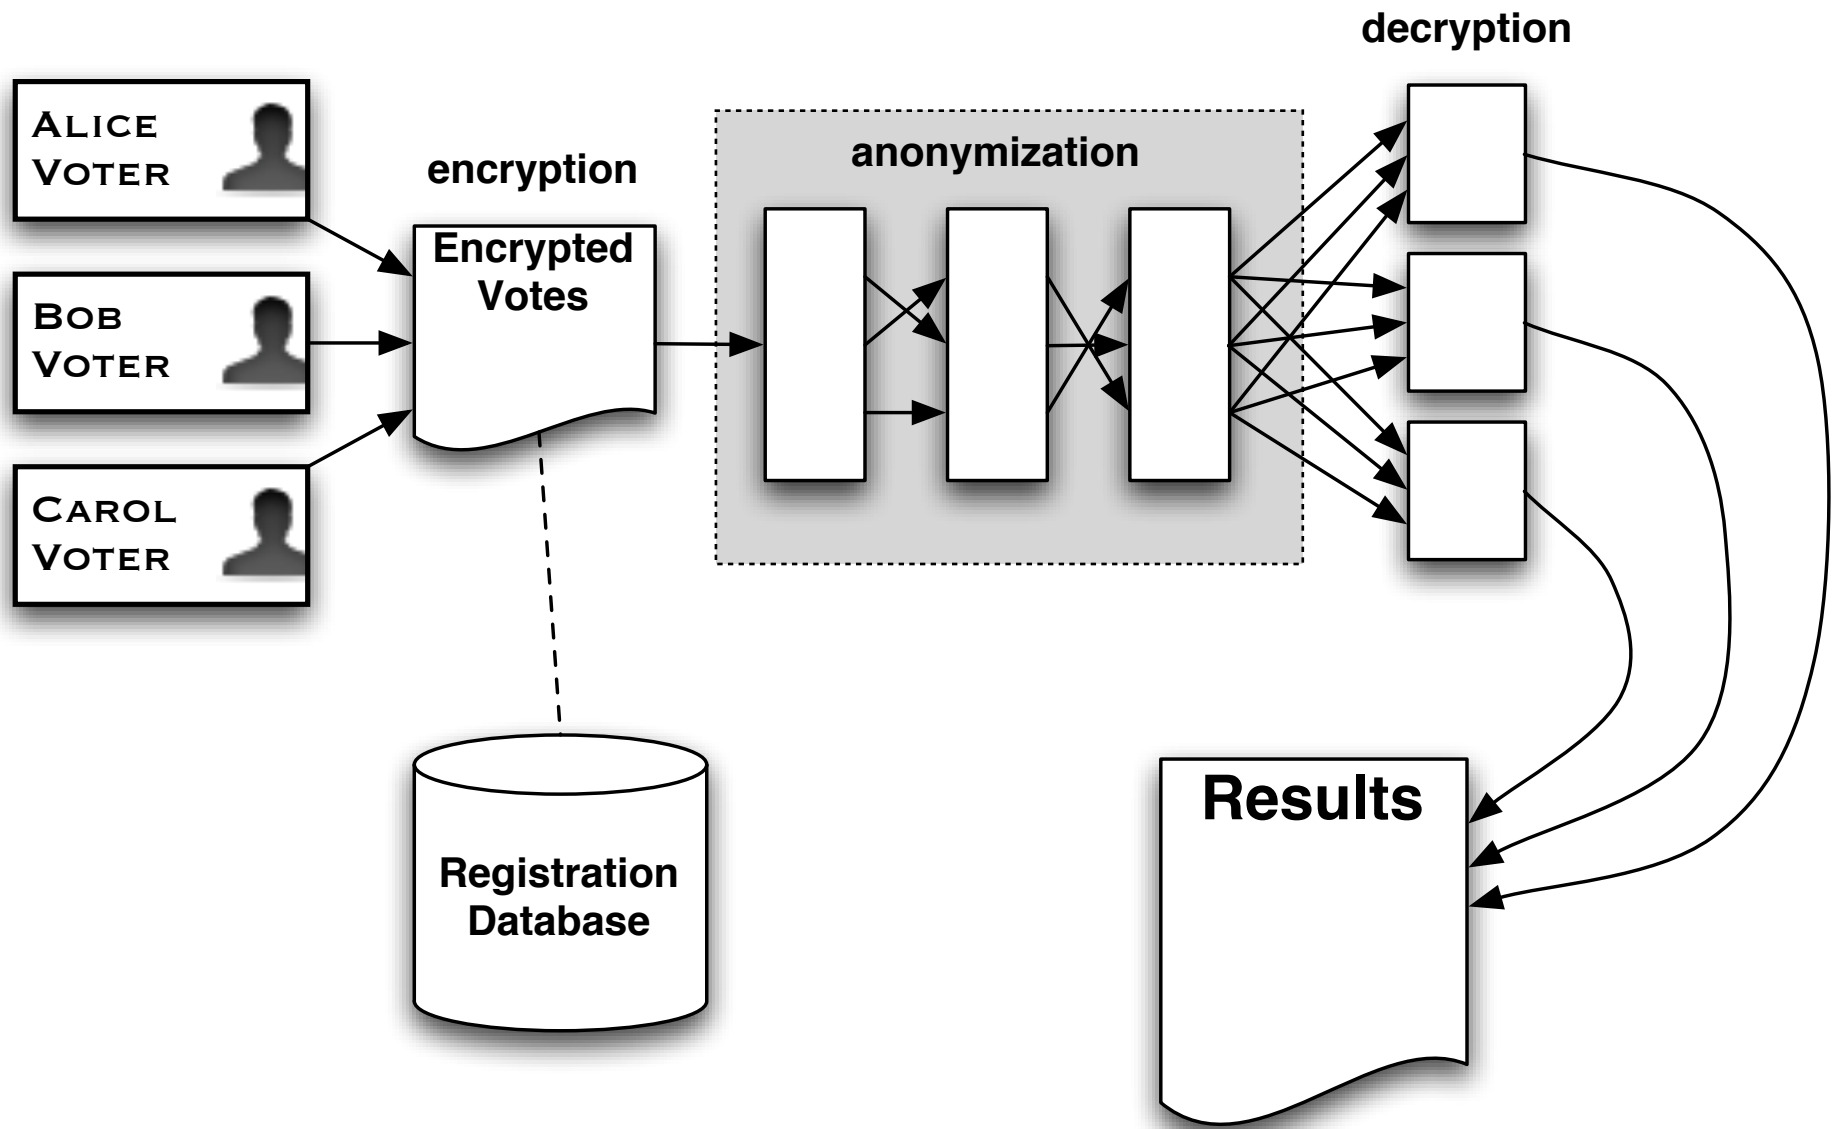 decryption
ALICE
VOTER
encryption
anonymization
Encrypted
Votes
BOB
VOTER
CAROL
VOTER
Results
Registration
Database